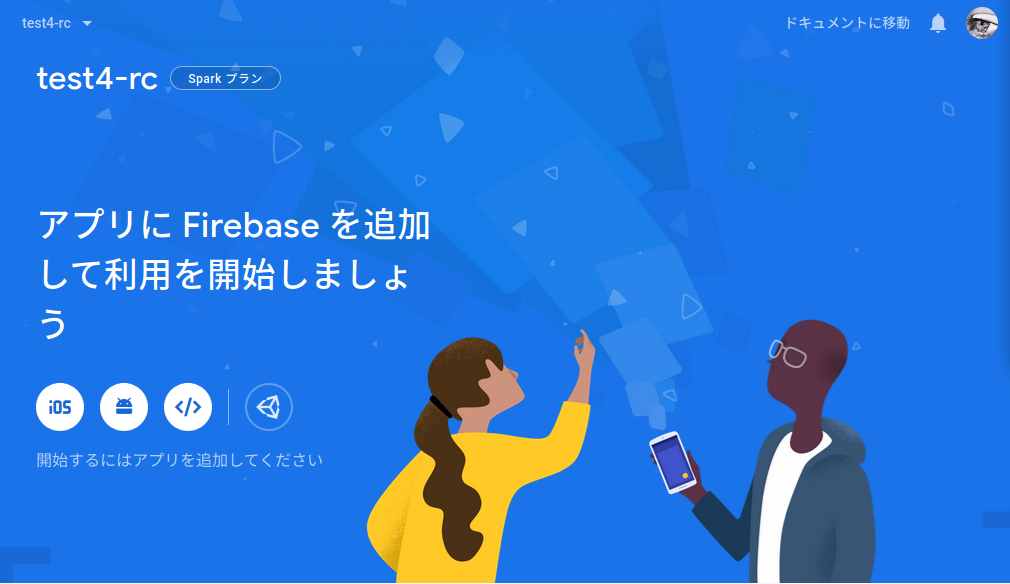 test4-rc
ドキュメントに移動
test4-rc
Spark プラン
アプリに Firebase を追加
して利用を開始しましょ
う
iOS
</>
開始するにはアプリを追加してください